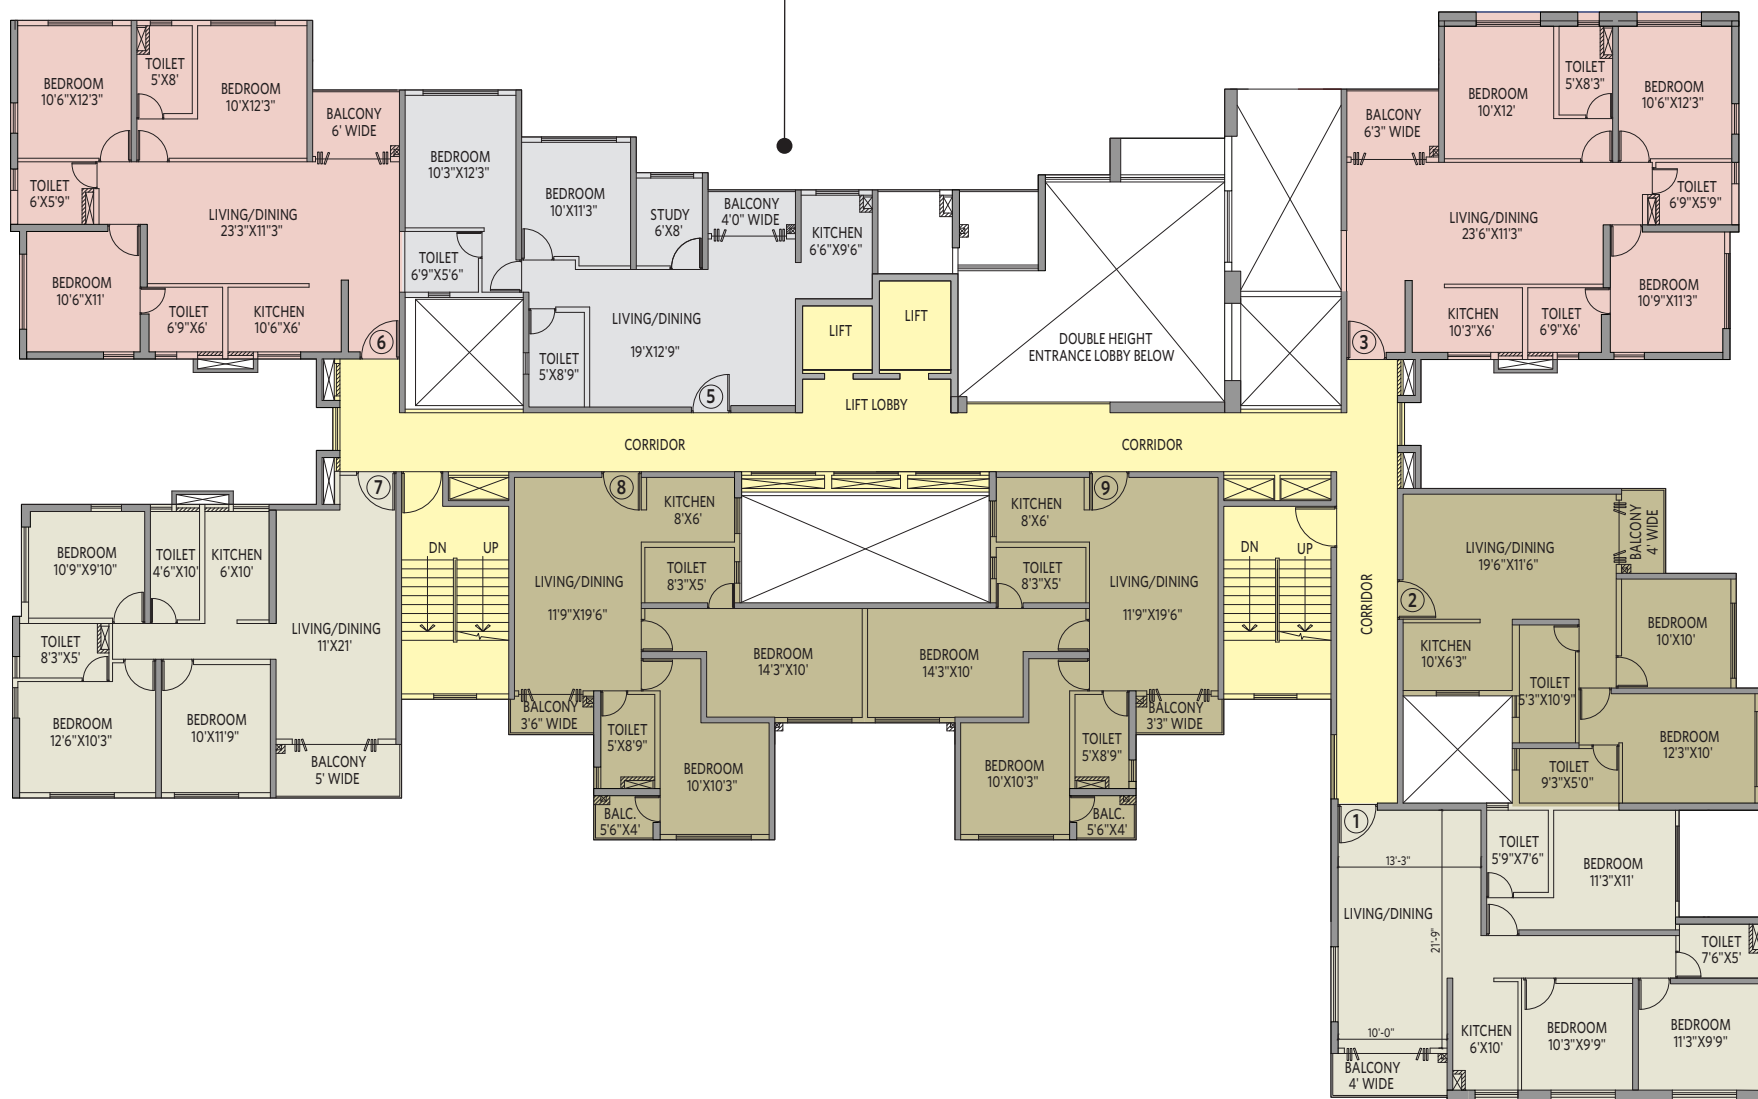 BEDROOM
10'6"X12'3"
TOILET
5'X8'
BEDROOM
10'X12'3"
BALCONY
6' WIDE
TOILET
6'X5'9"
LIVING/DINING
23'3"X11'3"
BEDROOM
10'6"X11'
TOILET
6'9"X6'
KITCHEN
10'6"X6'
6
BEDROOM
10'3"X12'3"
BEDROOM
10'X11'3"
STUDY
6'X8'
BALCONY
4'0" WIDE
KITCHEN
6'6"X9'6"
TOILET
6'9"X5'6"
LIVING/DINING
19'X12'9"
TOILET
5'X8'9"
5
LIFT
LIFT
LIFT LOBBY
DOUBLE HEIGHT
ENTRANCE LOBBY BELOW
BALCONY
6'3" WIDE
BEDROOM
10'X12'
TOILET
5'X8'3"
BEDROOM
10'6"X12'3"
TOILET
6'9"X5'9"
LIVING/DINING
23'6"X11'3"
BEDROOM
10'9"X11'3"
KITCHEN
10'3"X6'
TOILET
6'9"X6'
3
CORRIDOR
CORRIDOR
7
BEDROOM
10'9"X9'10"
TOILET
4'6"X10'
KITCHEN
6'X10'
TOILET
8'3"X5'
LIVING/DINING
11'X21'
BEDROOM
12'6"X10'3"
BEDROOM
10'X11'9"
BALCONY
5' WIDE
DN
UP
8
KITCHEN
8'X6'
TOILET
8'3"X5'
LIVING/DINING
11'9"X19'6"
BEDROOM
14'3"X10'
BALCONY
3'6" WIDE
TOILET
5'X8'9"
BEDROOM
10'X10'3"
BALC.
5'6"X4'
9
KITCHEN
8'X6'
TOILET
8'3"X5'
LIVING/DINING
11'9"X19'6"
BEDROOM
14'3"X10'
BALCONY
3'3" WIDE
TOILET
5'X8'9"
BEDROOM
10'X10'3"
BALC.
5'6"X4'
DN
UP
CORRIDOR
2
LIVING/DINING
19'6"X11'6"
BALCONY
4' WIDE
KITCHEN
10'X6'3"
BEDROOM
10'X10'
TOILET
5'3"X10'9"
BEDROOM
12'3"X10'
TOILET
9'3"X5'0"
1
13'-3"
TOILET
5'9"X7'6"
BEDROOM
11'3"X11'
LIVING/DINING
21'-9"
TOILET
7'6"X5'
10'-0"
KITCHEN
6'X10'
BEDROOM
10'3"X9'9"
BEDROOM
11'3"X9'9"
BALCONY
4' WIDE